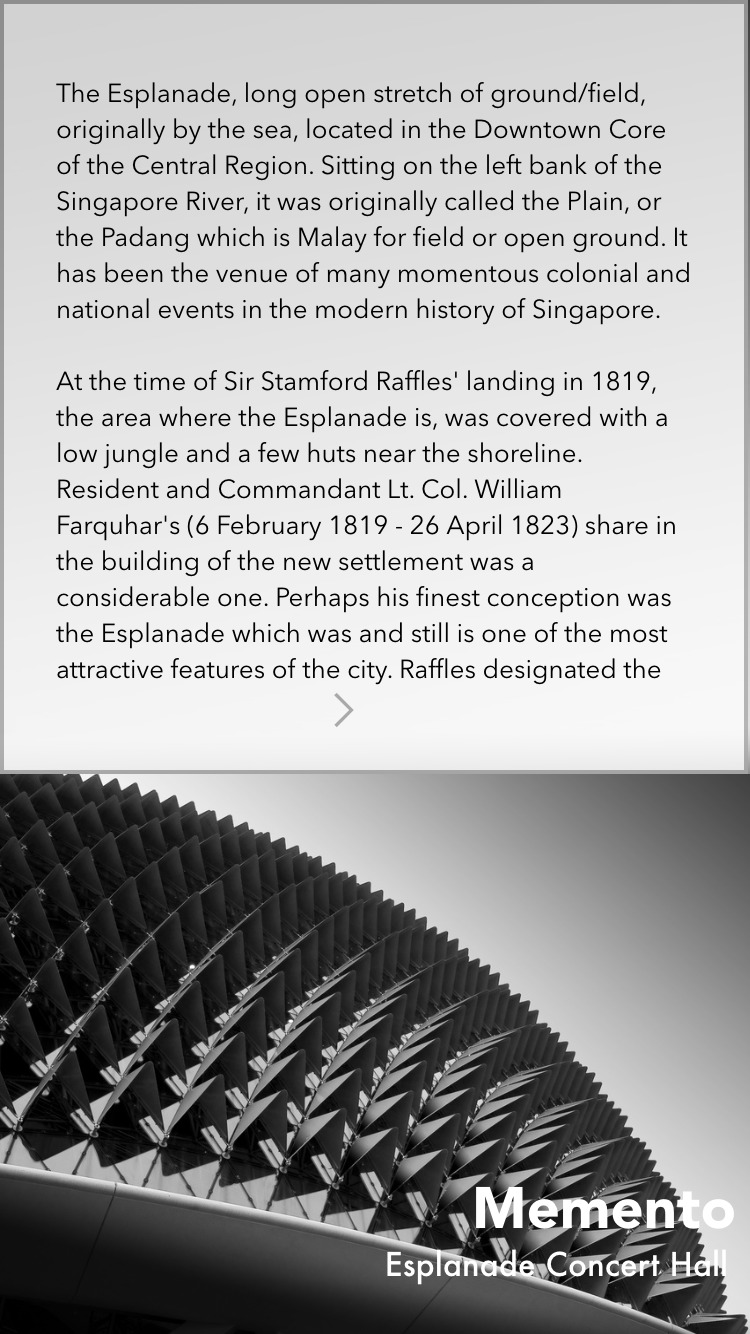 The Esplanade, long open stretch of ground/field,
originally by the sea, located in the Downtown Core
of the Central Region. Sitting on the left bank of the
Singapore River, it was originally called the Plain, or
the Padang which is Malay for field or open ground. It
has been the venue of many momentous colonial and
national events in the modern history of Singapore.
At the time of Sir Stamford Raffles' landing in 1819,
the area where the Esplanade is, was covered with a
low jungle and a few huts near the shoreline.
Resident and Commandant Lt. Col. William
Farquhar's (6 February 1819 - 26 April 1823) share in
the building of the new settlement was a
considerable one. Perhaps his finest conception was
the Esplanade which was and still is one of the most
attractive features of the city. Raffles designated the
Memento
Esplanade Concert Hall